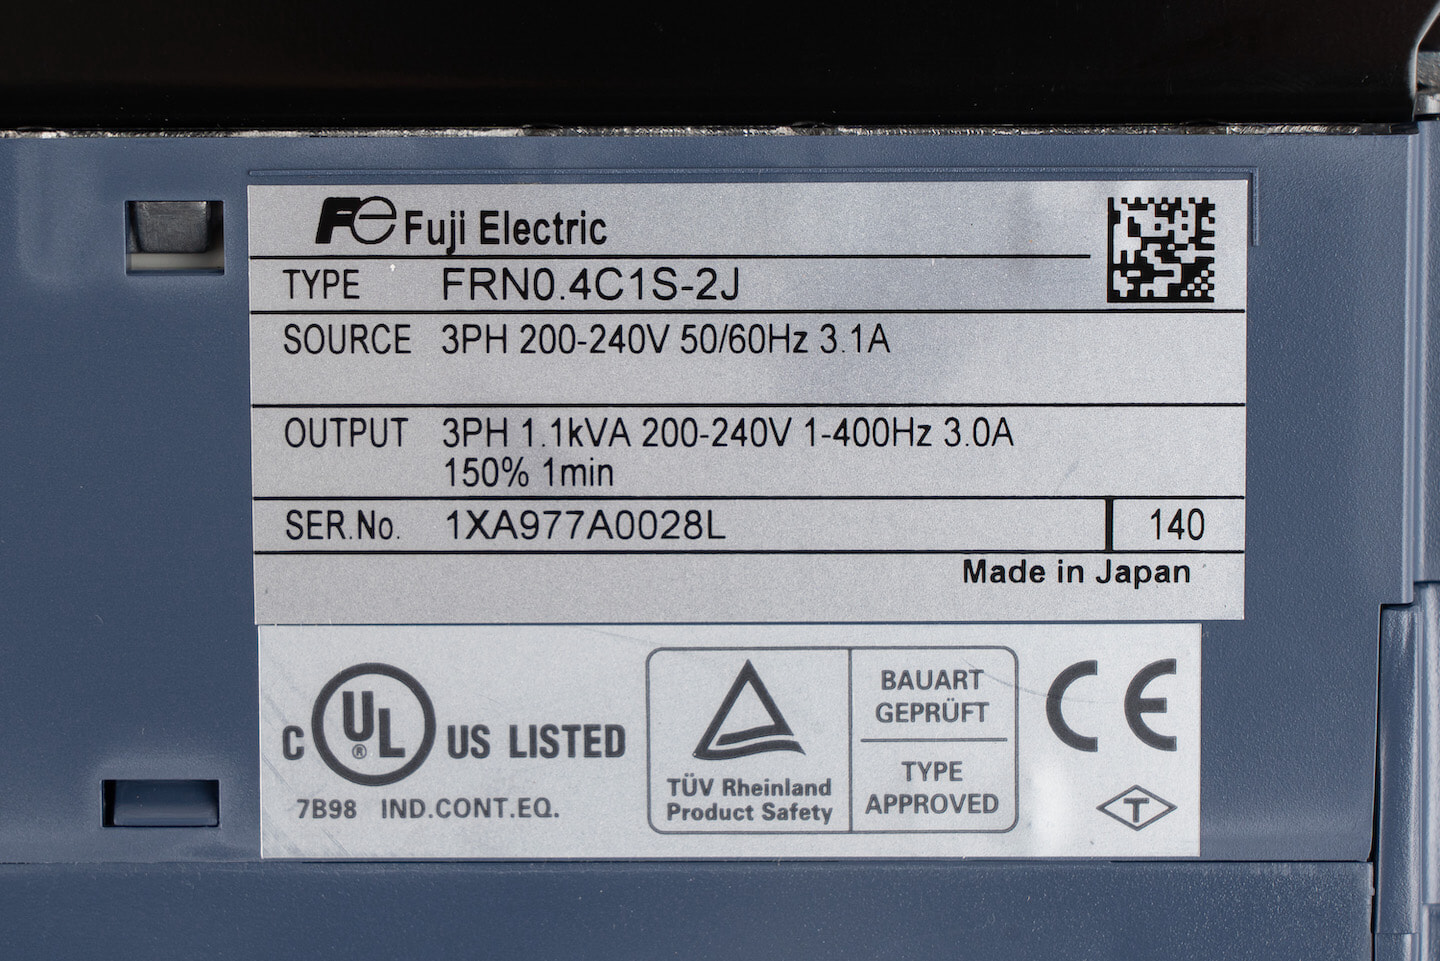 Fe Fuji Electric
TYPE FRN0.4C1S-2J
SOURCE 3PH 200-240V 50/60Hz 3.1A
OUTPUT 3PH 1.1kVA 200-240V 1-400Hz 3.0A
150% 1min
SER.No. 1XA977A0028L 140
Made in Japan
C UL® US LISTED
7B98 IND.CONT.EQ.
TÜV Rheinland
Product Safety
BAUART
GEPRÜFT
TYPE
APPROVED
CE
T